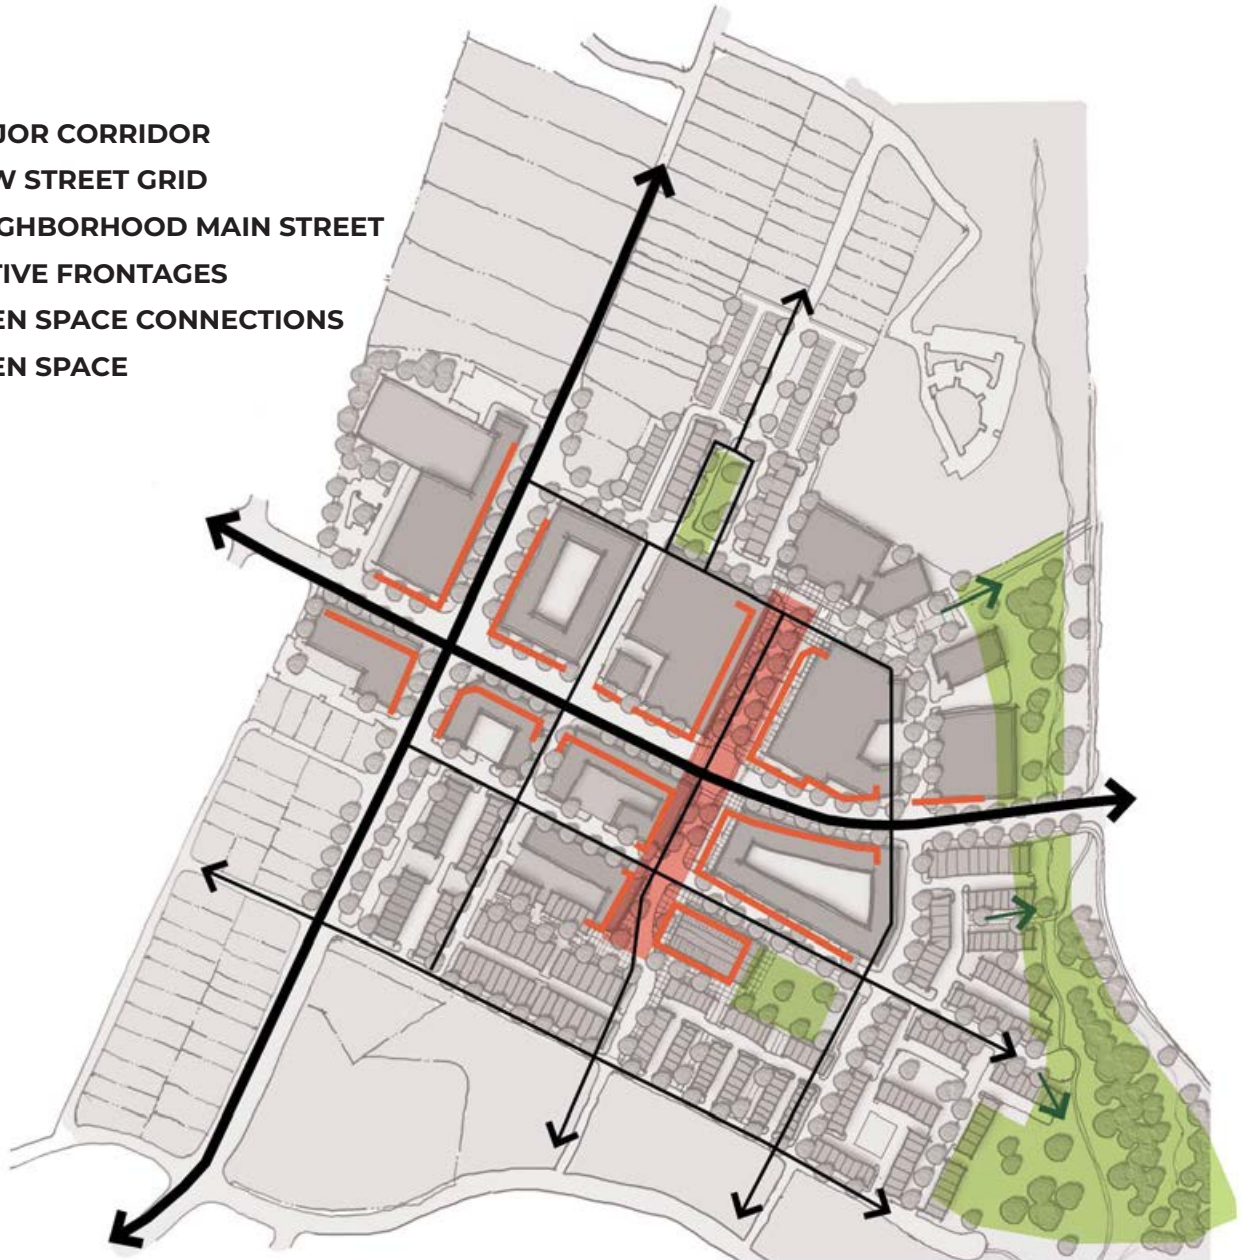 JOR CORRIDOR
W STREET GRID
GHBORHOOD MAIN STREET
TIVE FRONTAGES
EN SPACE CONNECTIONS
EN SPACE